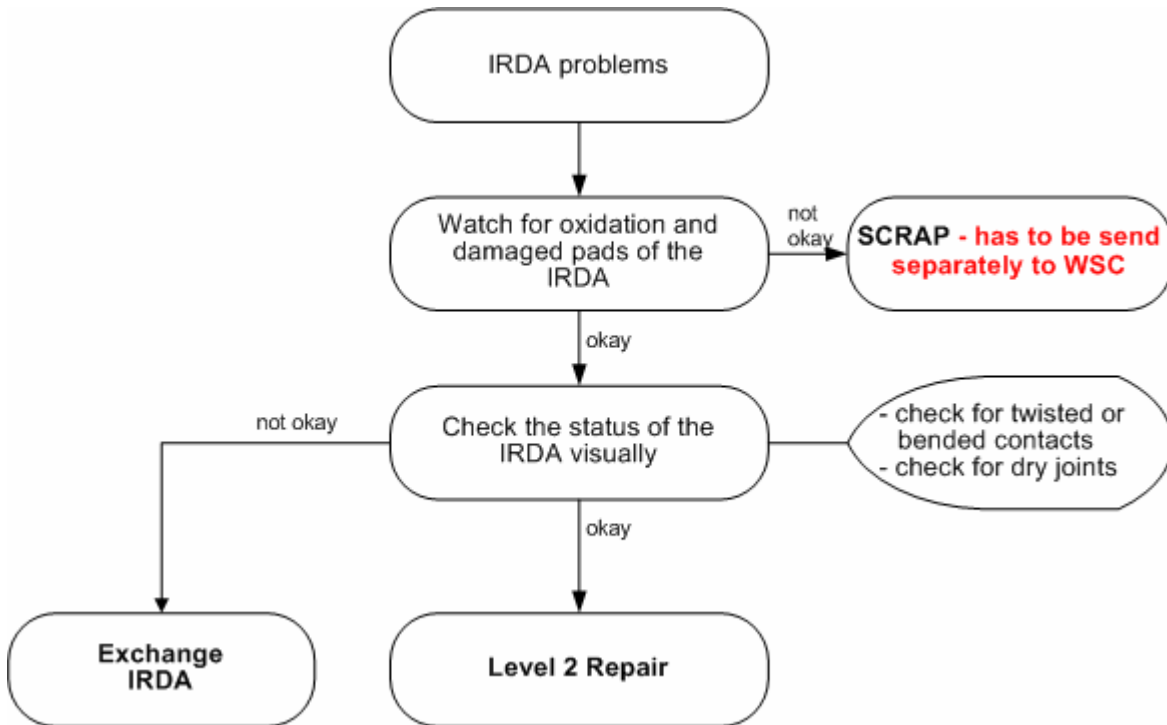 IRDA problems
Watch for oxidation and
damaged pads of the
IRDA
not
okay
SCRAP - has to be send
separately to WSC
okay
Check the status of the
IRDA visually
not okay
- check for twisted or
bended contacts
- check for dry joints
okay
Exchange
IRDA
Level 2 Repair